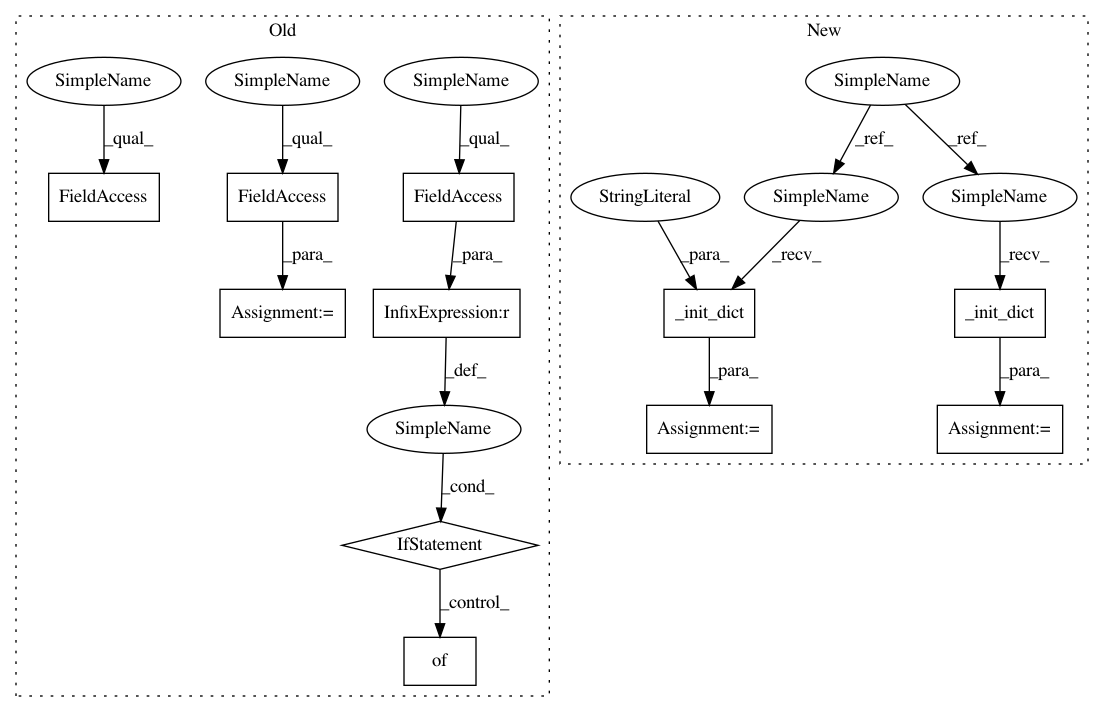 Old
New
SimpleName
SimpleName
SimpleName
SimpleName
_qual_
_qual_
_qual_
_ref_
_ref_
FieldAccess
FieldAccess
FieldAccess
StringLiteral
SimpleName
SimpleName
_para_
_para_
_para_
_recv_
_recv_
Assignment:=
InfixExpression:r
_init_dict
_init_dict
_def_
_para_
_para_
SimpleName
Assignment:=
Assignment:=
_cond_
IfStatement
_control_
of